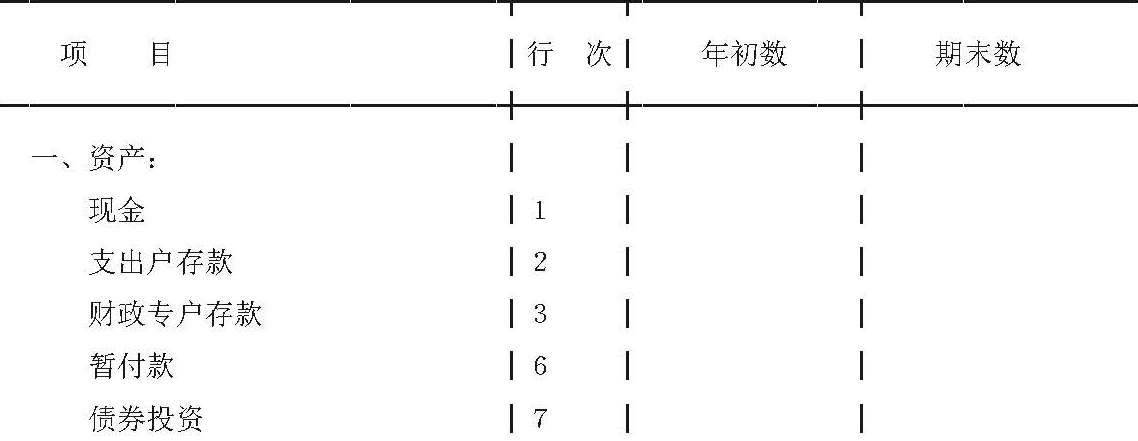 项 目 行 次 年初数 期末数
一、资产：
现金 1
支出户存款 2
财政专户存款 3
暂付款 6
债券投资 7